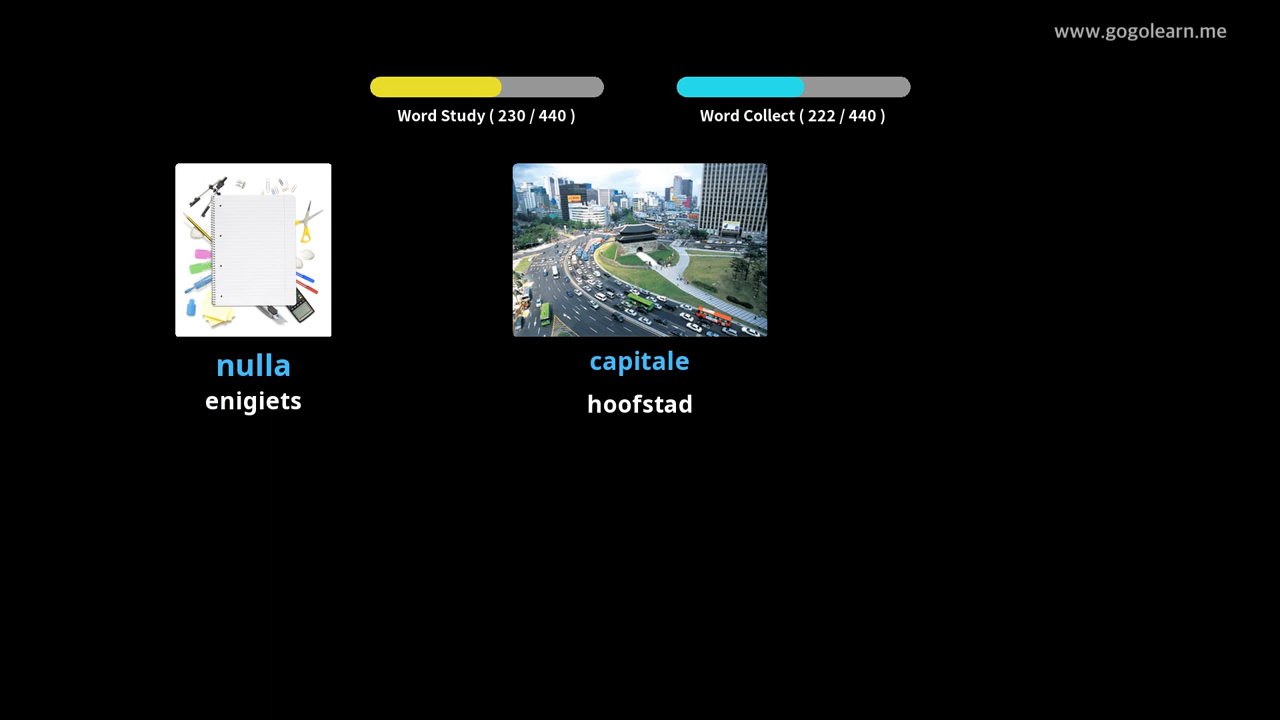 www.gogolearn.me
Word Study ( 230 / 440 )
Word Collect ( 222 / 440 )
nulla
enigiets
capitale
hoofstad